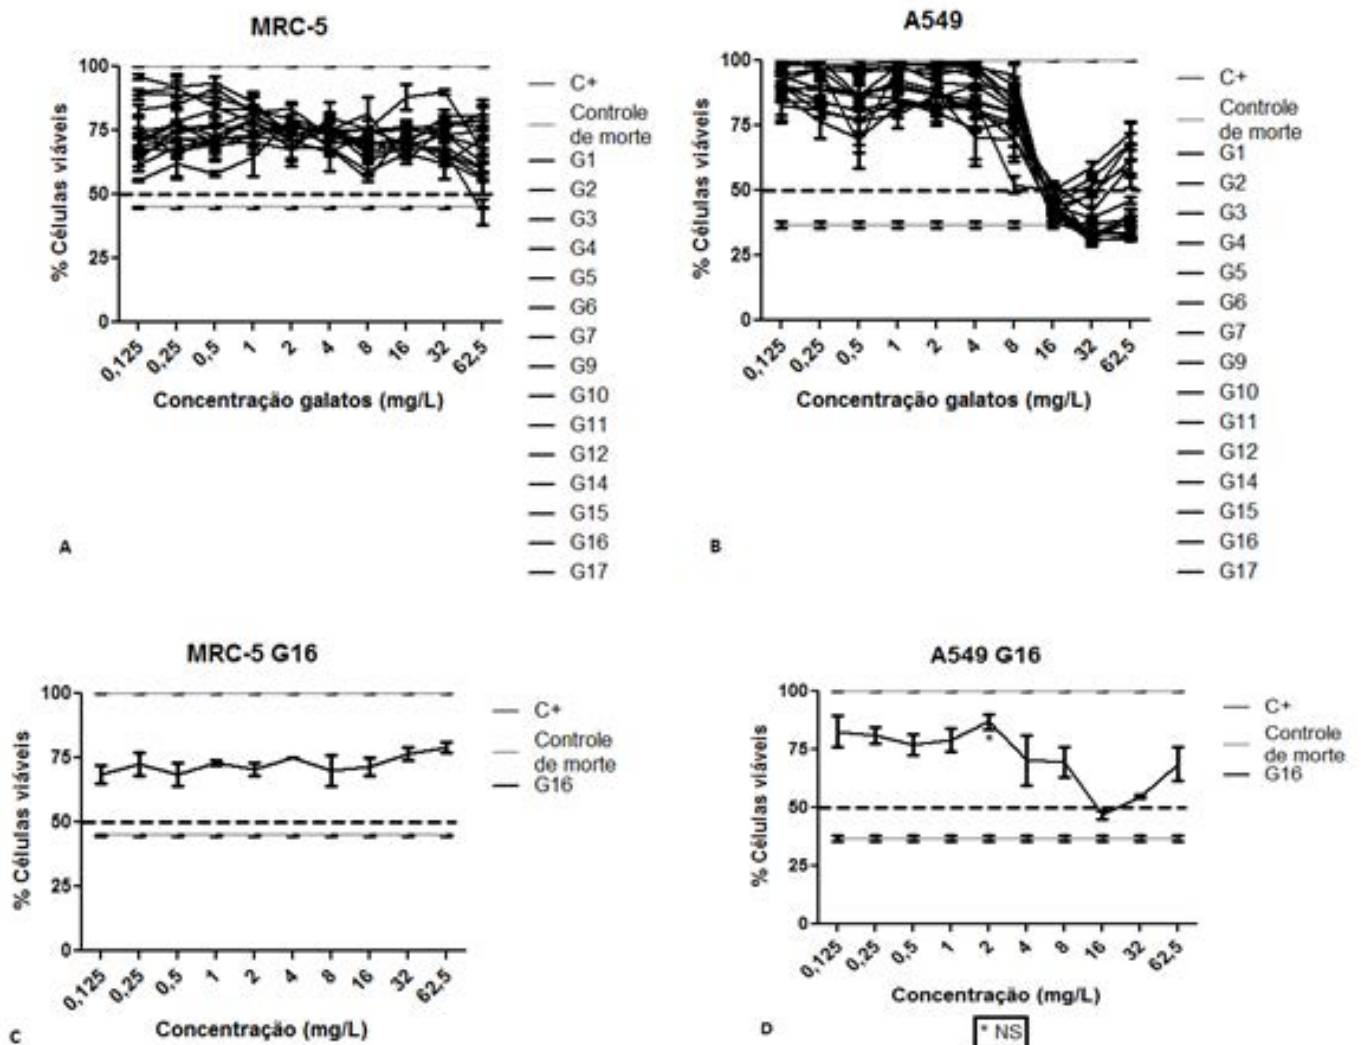 MRC-5
% Células viáveis
100
75
50
25
0
0,125 0,25 0,5 1 2 4 8 16 32 62,5
Concentração galatos (mg/L)
C+
Controle
de morte
G1
G2
G3
G4
G5
G6
G7
G9
G10
G11
G12
G14
G15
G16
G17
A
A549
% Células viáveis
100
75
50
25
0
0,125 0,25 0,5 1 2 4 8 16 32 62,5
Concentração galatos (mg/L)
C+
Controle
de morte
G1
G2
G3
G4
G5
G6
G7
G9
G10
G11
G12
G14
G15
G16
G17
B
MRC-5 G16
% Células viáveis
100
75
50
25
0
0,125 0,25 0,5 1 2 4 8 16 32 62,5
Concentração (mg/L)
C+
Controle
de morte
G16
C
A549 G16
% Células viáveis
100
75
50
25
0
*
0,125 0,25 0,5 1 2 4 8 16 32 62,5
Concentração (mg/L)
C+
Controle
de morte
G16
D
* NS